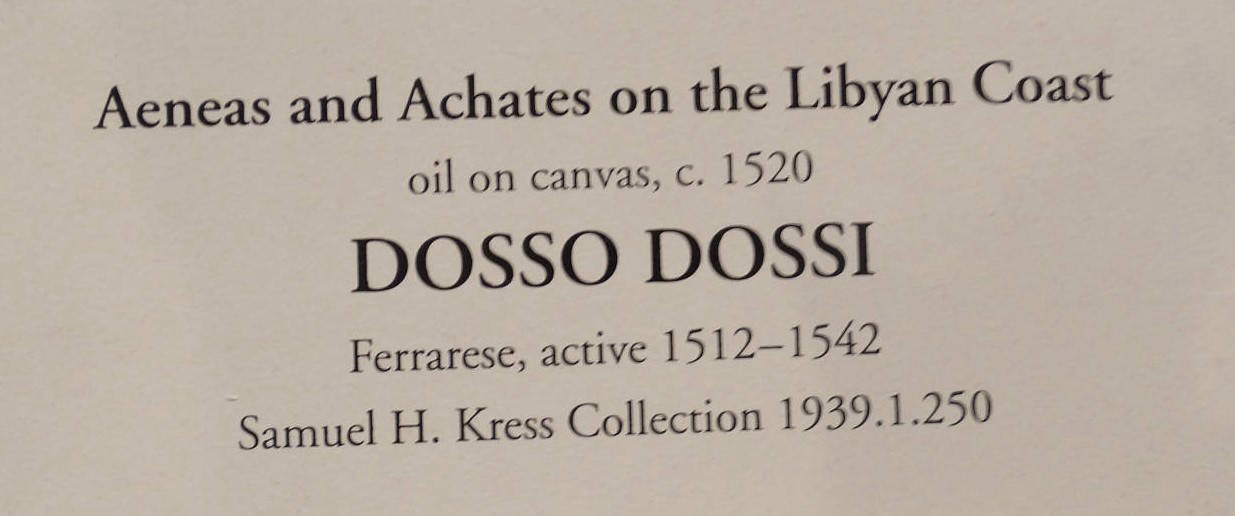 Aeneas and Achates on the Libyan Coast
oil on canvas, c. 1520
DOSSO DOSSI
Ferrarese, active 1512–1542
Samuel H. Kress Collection 1939.1.250